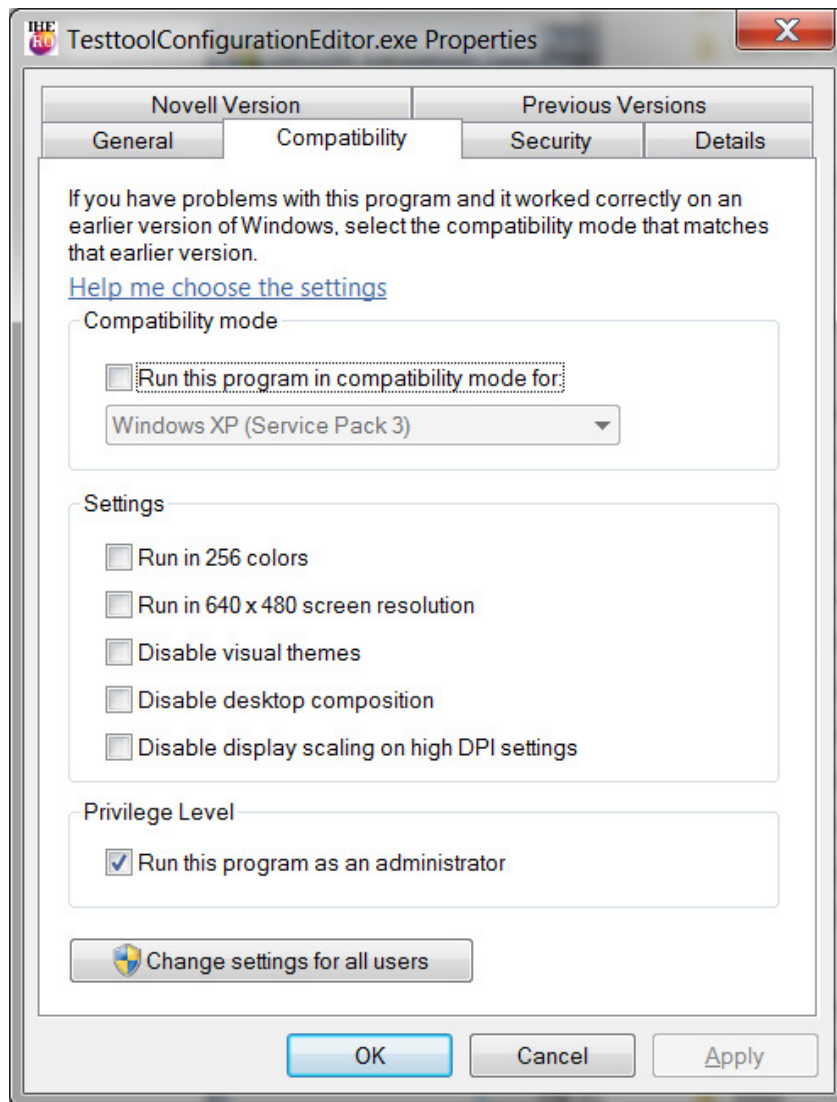 IHE
RO
TesttoolConfigurationEditor.exe Properties
Novell Version
Previous Versions
General
Compatibility
Security
Details
If you have problems with this program and it worked correctly on an
earlier version of Windows, select the compatibility mode that matches
that earlier version.
Help me choose the settings
Compatibility mode
Run this program in compatibility mode for:
Windows XP (Service Pack 3)
Settings
Run in 256 colors
Run in 640 x 480 screen resolution
Disable visual themes
Disable desktop composition
Disable display scaling on high DPI settings
Privilege Level
Run this program as an administrator
Change settings for all users
OK
Cancel
Apply